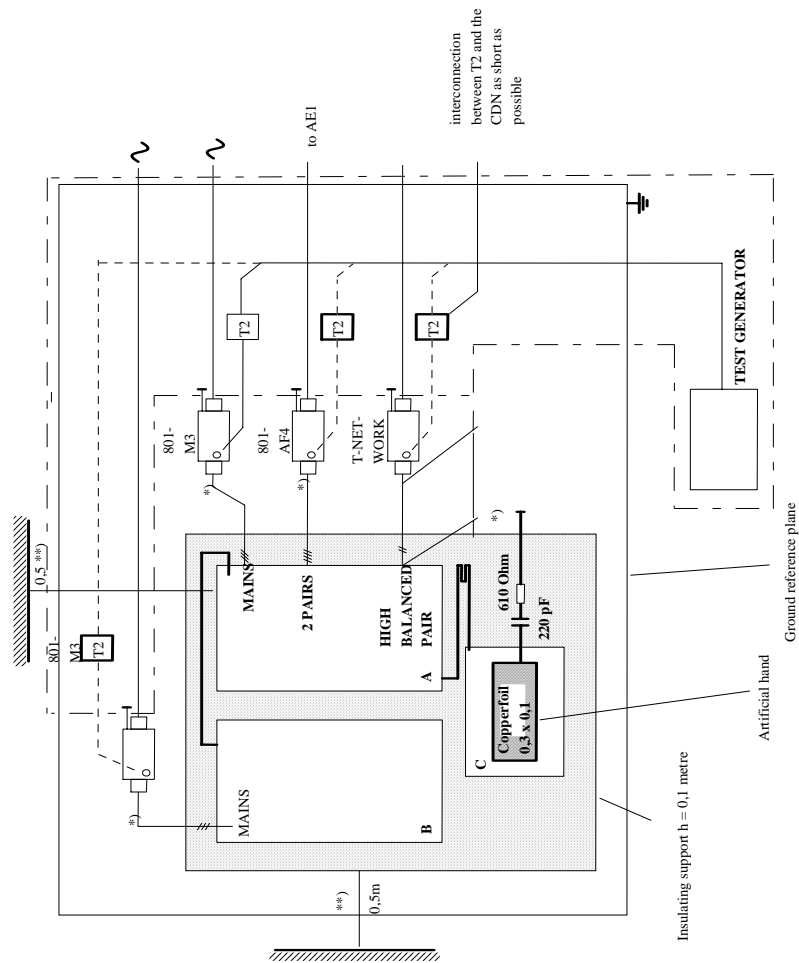 interconnection
between T2 and the
CDN as short as
possible
to AE1
801-
M3
T2
801-
AF4
T2
T-NET-
WORK
T2
TEST GENERATOR
*)
*)
*)
0,5 **)
801-
M3
T2
*)
MAINS
2 PAIRS
HIGH
BALANCED
PAIR
A
610 Ohm
220 pF
Copperfoil
0,3 x 0,1
C
MAINS
B
**)
0,5m
Ground reference plane
Artificial hand
Insulating support h = 0,1 metre